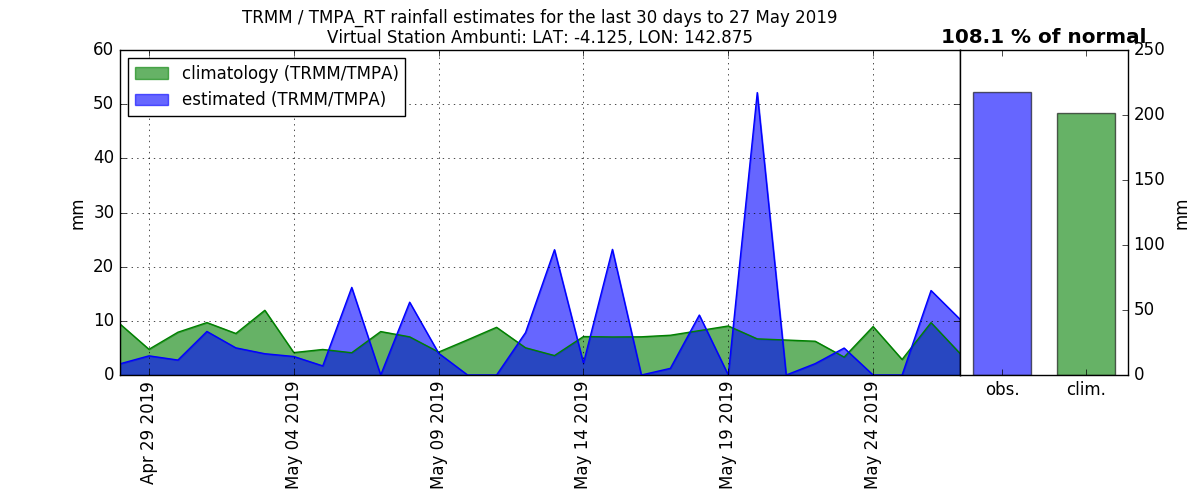 TRMM / TMPA_RT rainfall estimates for the last 30 days to 27 May 2019
Virtual Station Ambunti: LAT: -4.125, LON: 142.875
108.1 % of normal
climatology (TRMM/TMPA)
estimated (TRMM/TMPA)
60
50
40
30
20
10
0
mm
Apr 29 2019
May 04 2019
May 09 2019
May 14 2019
May 19 2019
May 24 2019
obs.
clim.
250
200
150
100
50
0
mm